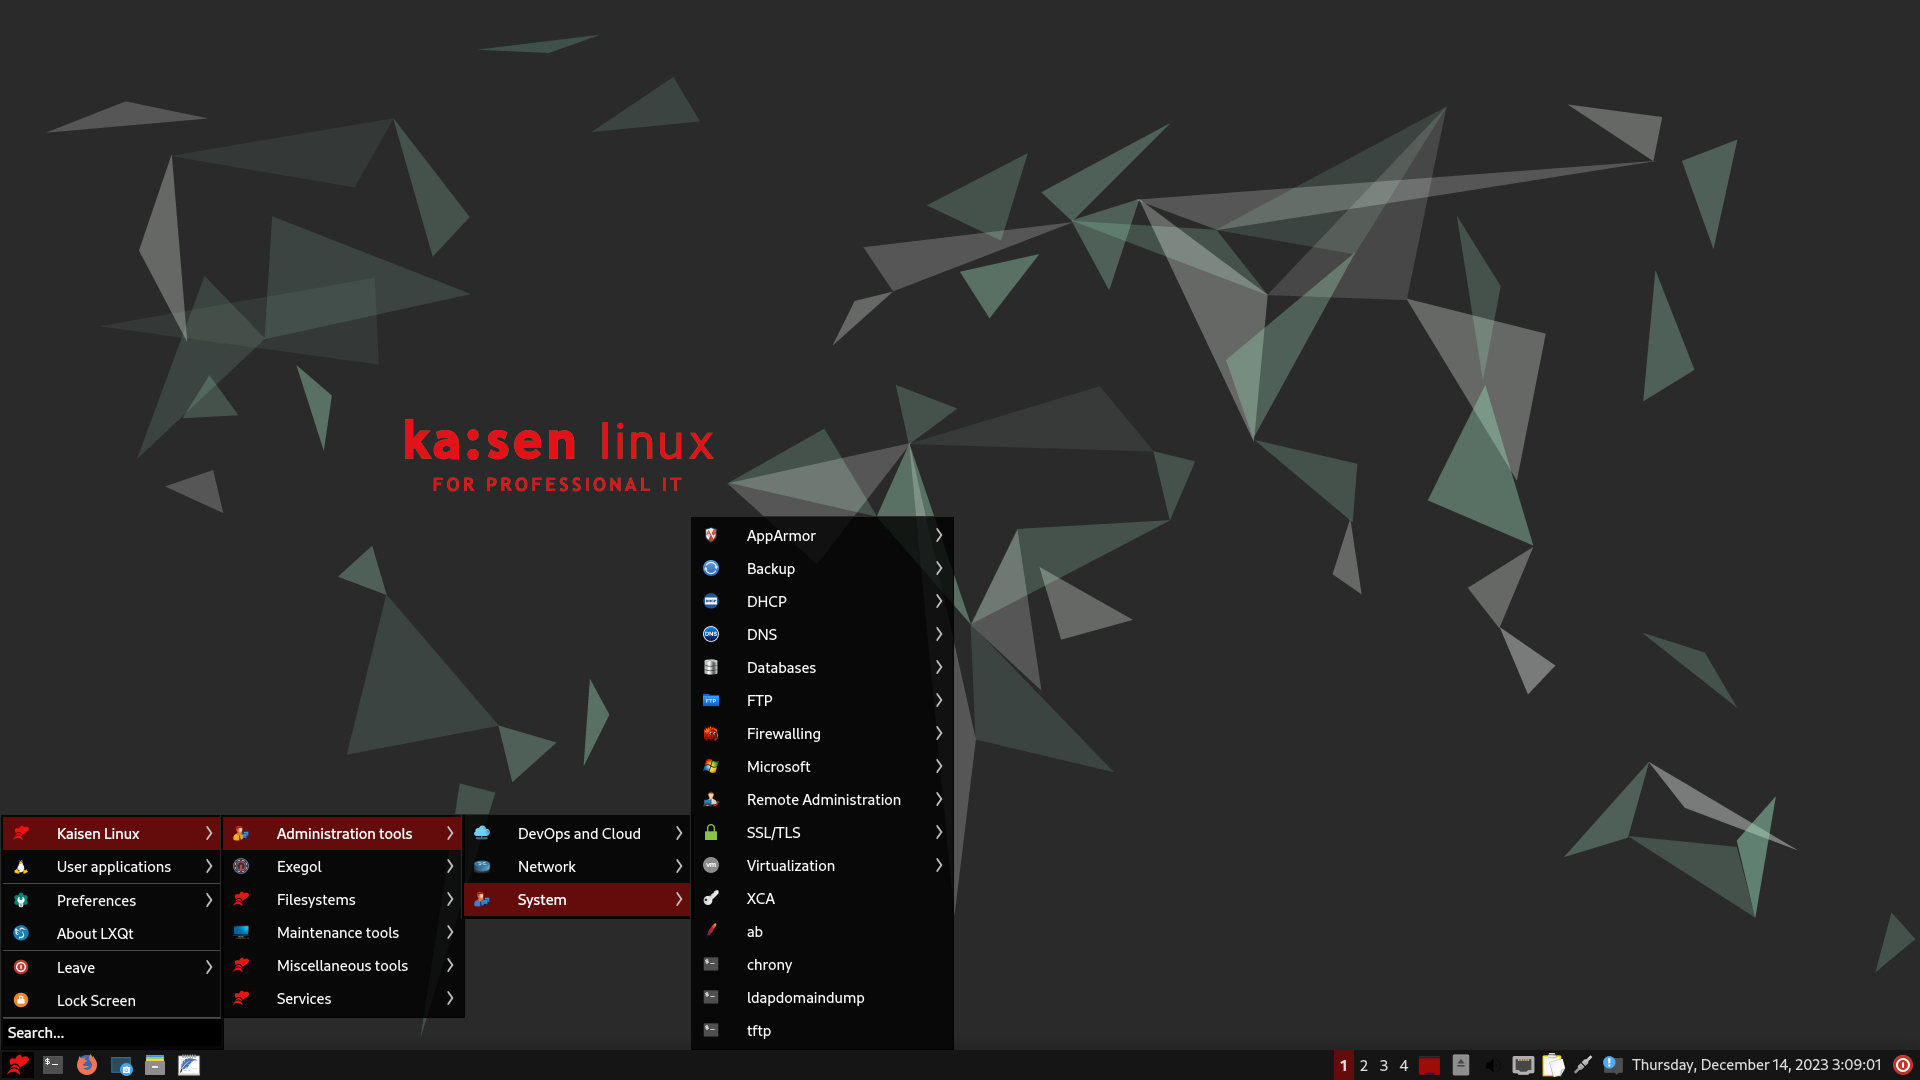 ka:sen linux
FOR PROFESSIONAL IT
AppArmor
Backup
DHCP
DNS
Databases
FTP
Firewalling
Microsoft
Remote Administration
SSL/TLS
Virtualization
XCA
ab
chrony
ldapdomaindump
tftp
DevOps and Cloud
Network
System
Administration tools
Exegol
Filesystems
Maintenance tools
Miscellaneous tools
Services
Kaisen Linux
User applications
Preferences
About LXQt
Leave
Lock Screen
Search...
1 2 3 4
Thursday, December 14, 2023 3:09:01